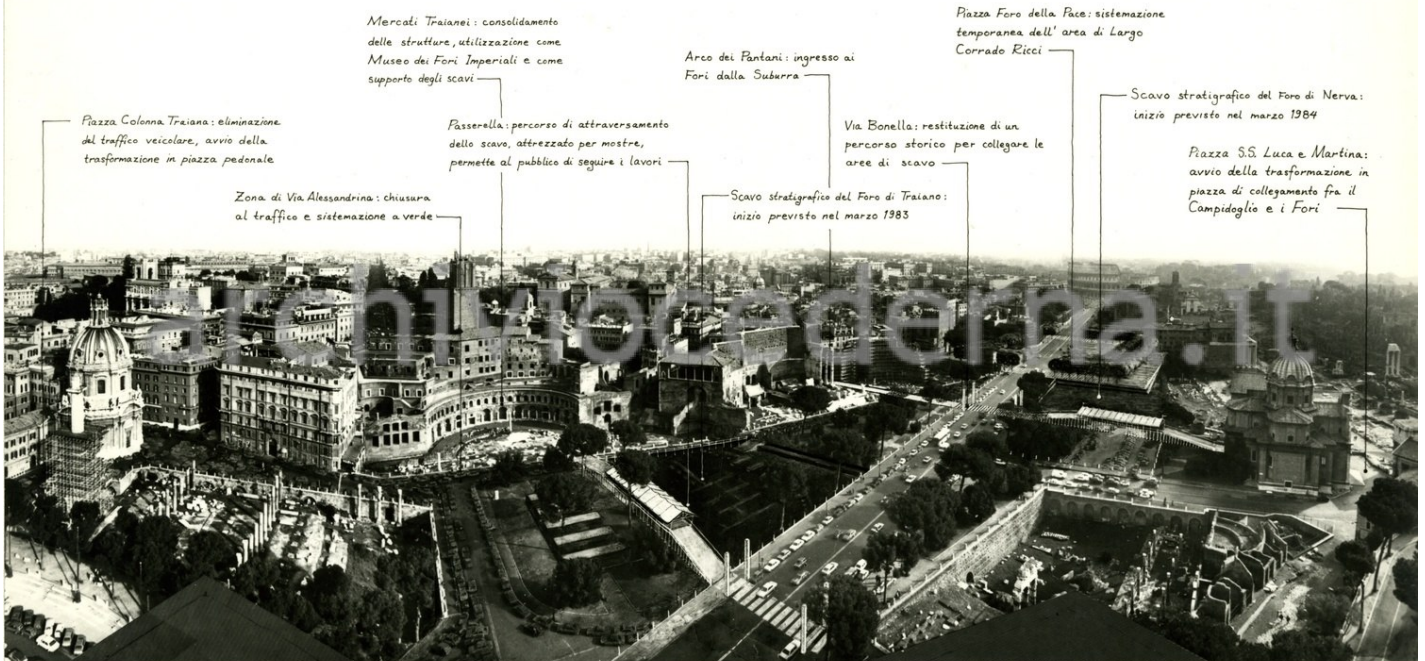 Piazza Colonna Traiana: eliminazione
del traffico veicolare, avvio della
trasformazione in piazza pedonale
Zona di Via Alessandrina: chiusura
al traffico e sistemazione a verde
Mercati Traianei: consolidamento
delle strutture, utilizzazione come
Museo dei Fori Imperiali e come
supporto degli scavi
Passerella: percorso di attraversamento
dello scavo, attrezzato per mostre,
permette al pubblico di seguire i lavori
Scavo stratigrafico del Foro di Traiano:
inizio previsto nel marzo 1983
Arco dei Pantani: ingresso ai
Fori dalla Suburra
Via Bonella: restituzione di un
percorso storico per collegare le
aree di scavo
Piazza Foro della Pace: sistemazione
temporanea dell' area di Largo
Corrado Ricci
Scavo stratigrafico del Foro di Nerva:
inizio previsto nel marzo 1984
Piazza S.S. Luca e Martina:
avvio della trasformazione in
piazza di collegamento fra il
Campidoglio e i Fori
archiviocederna.it